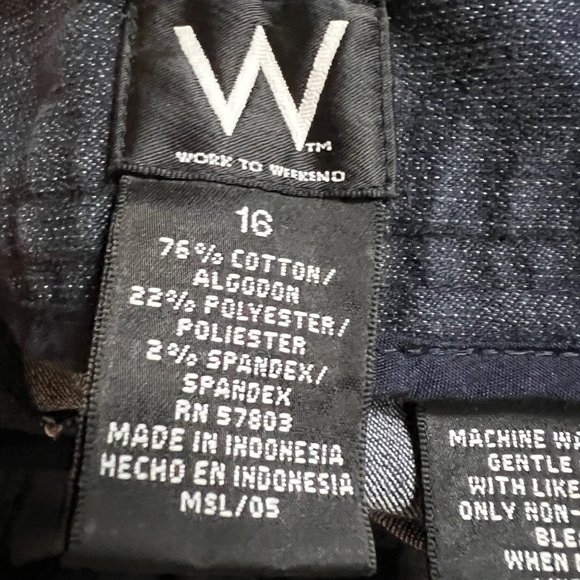 W™
WORK TO WEEKEND
16
76% COTTON/
ALGODON
22% POLYESTER/
POLIESTER
2% SPANDEX/
SPANDEX
RN 57803
MADE IN INDONESIA
HECHO EN INDONESIA
MSL/05
MACHINE WA
GENTLE
WITH LIKE
ONLY NON-
BLE
WHEN